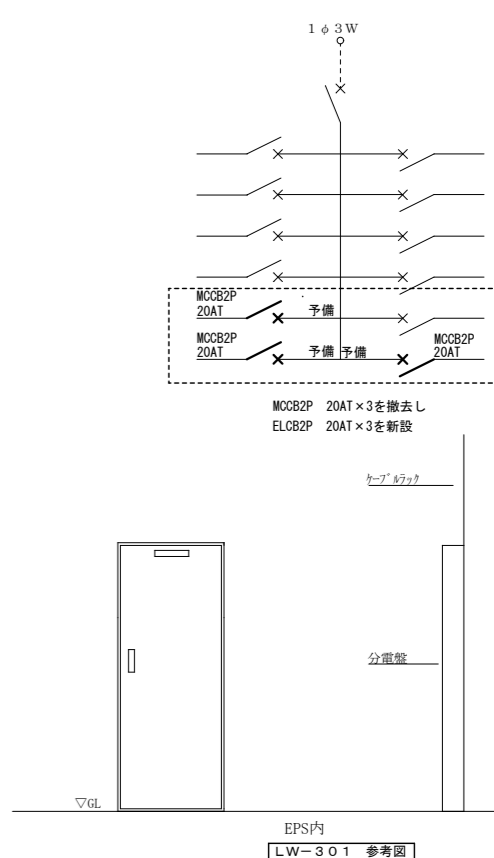 1φ3W
MCCB2P
20AT
予備
MCCB2P
20AT
予備 予備
MCCB2P
20AT
MCCB2P 20AT×3を撤去し
ELCB2P 20AT×3を新設
ｹｰﾌﾞﾙﾗｯｸ
分電盤
▽GL
EPS内
LW－301 参考図